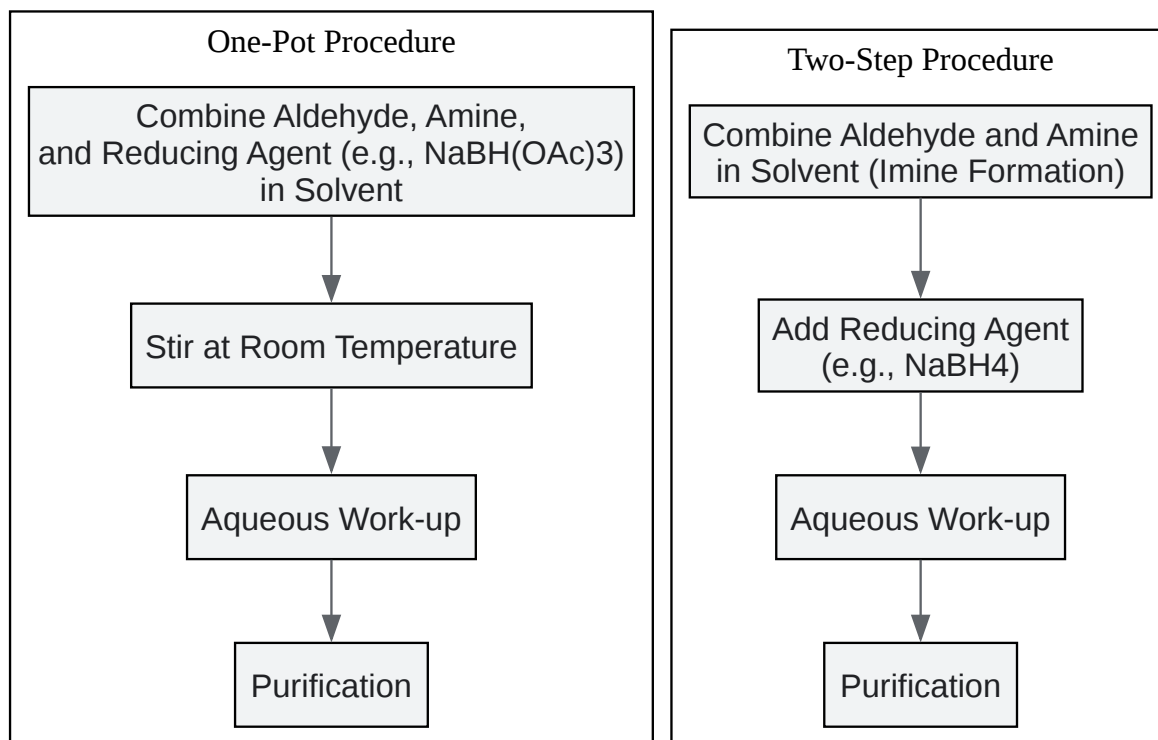 One-Pot Procedure
Combine Aldehyde, Amine,
and Reducing Agent (e.g., NaBH(OAc)3)
in Solvent
Stir at Room Temperature
Aqueous Work-up
Purification
Two-Step Procedure
Combine Aldehyde and Amine
in Solvent (Imine Formation)
Add Reducing Agent
(e.g., NaBH4)
Aqueous Work-up
Purification